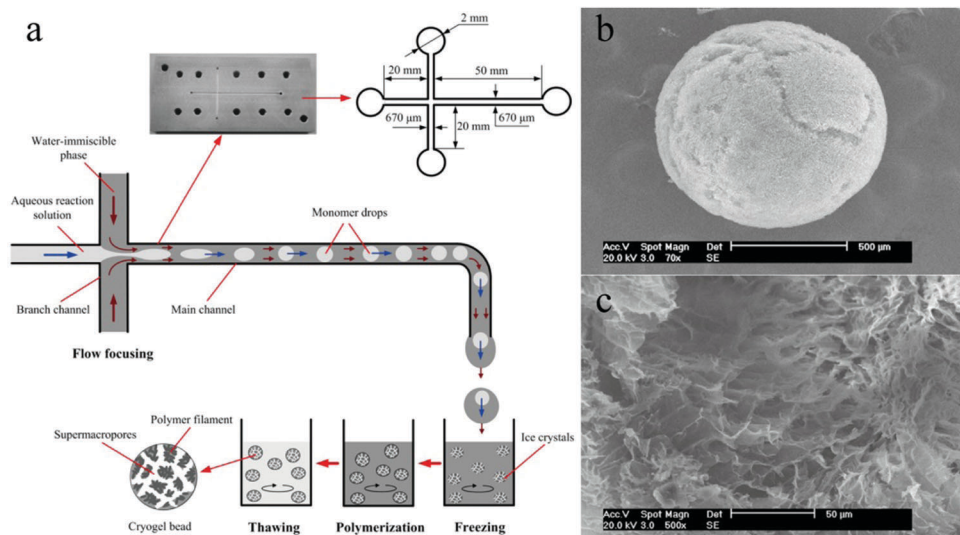 a
2 mm
20 mm
50 mm
670 μm
20 mm
670 μm
Water-immiscible
phase
Aqueous reaction
solution
Monomer drops
Branch channel
Main channel
Flow focusing
Polymer filament
Supermacropores
Ice crystals
Cryogel bead
Thawing
Polymerization
Freezing
b
Acc.V Spot Magn Det
20.0 kV 3.0 70x SE
500 μm
c
Acc.V Spot Magn Det
20.0 kV 3.0 500x SE
50 μm